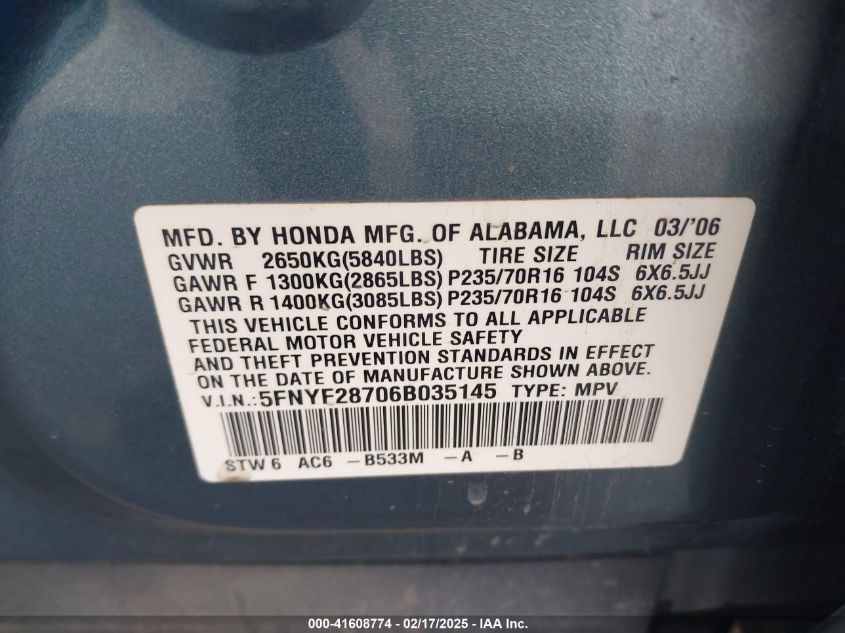 MFD. BY HONDA MFG. OF ALABAMA, LLC 03/'06
GVWR 2650KG(5840LBS) TIRE SIZE RIM SIZE
GAWR F 1300KG(2865LBS) P235/70R16 104S 6X6.5JJ
GAWR R 1400KG(3085LBS) P235/70R16 104S 6X6.5JJ
THIS VEHICLE CONFORMS TO ALL APPLICABLE
FEDERAL MOTOR VEHICLE SAFETY
AND THEFT PREVENTION STANDARDS IN EFFECT
ON THE DATE OF MANUFACTURE SHOWN ABOVE.
V.I.N.:5FNYF28706B035145 TYPE: MPV
STW6 AC6 -B533M -A -B
000-41608774 - 02/17/2025 - IAA Inc.